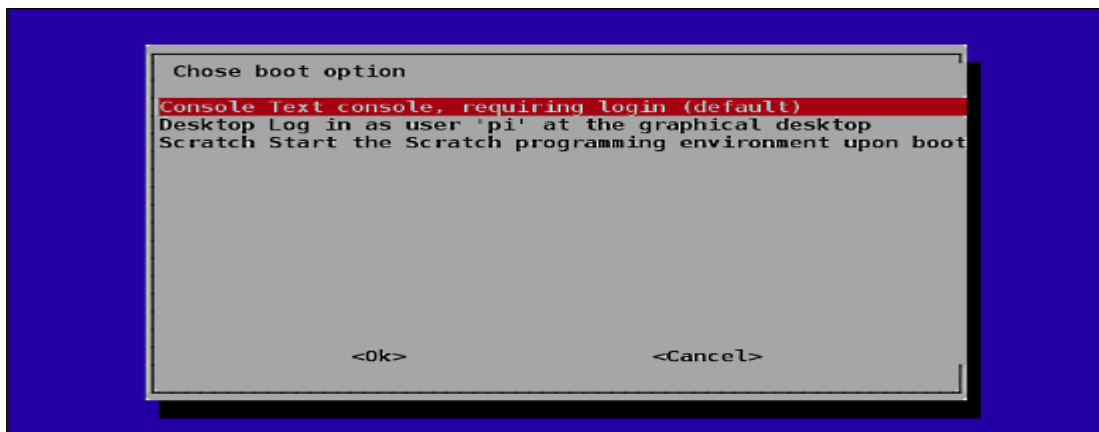 Chose boot option
Console Text console, requiring login (default)
Desktop Log in as user 'pi' at the graphical desktop
Scratch Start the Scratch programming environment upon boot
<Ok> <Cancel>